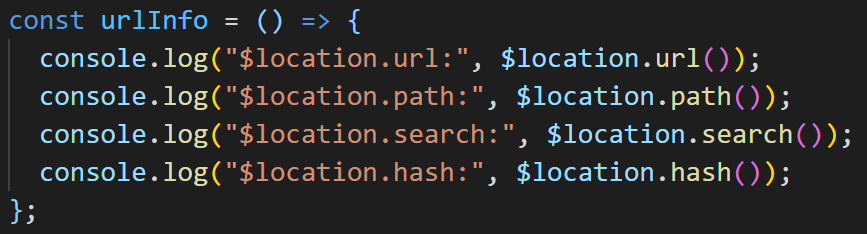 const urlInfo = () => {
  console.log("$location.url:", $location.url());
  console.log("$location.path:", $location.path());
  console.log("$location.search:", $location.search());
  console.log("$location.hash:", $location.hash());
};